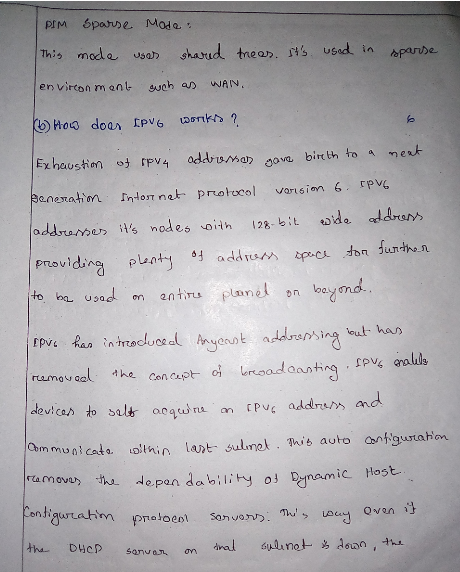 PIM Sparse Mode:
This mode uses shared trees. It's used in sparse
environment such as WAN.
(b) How does IPV6 works? 6
Exhaustion of IPV4 addresses gave birth to a next
generation Internet protocol version 6. IPV6
addresses it's nodes with 128-bit wide address
providing plenty of address space for further
to be used on entire planet or beyond.
IPV6 has introduced Anycast addressing but has
removed the concept of broadcasting. IPV6 enable
devices to self acquire an IPV6 address and
Communicate within last subnet. This auto configuration
removes the dependability of Dynamic Host
Configuration protocol servers. This way even if
the DHCP server on that subnet is down, the